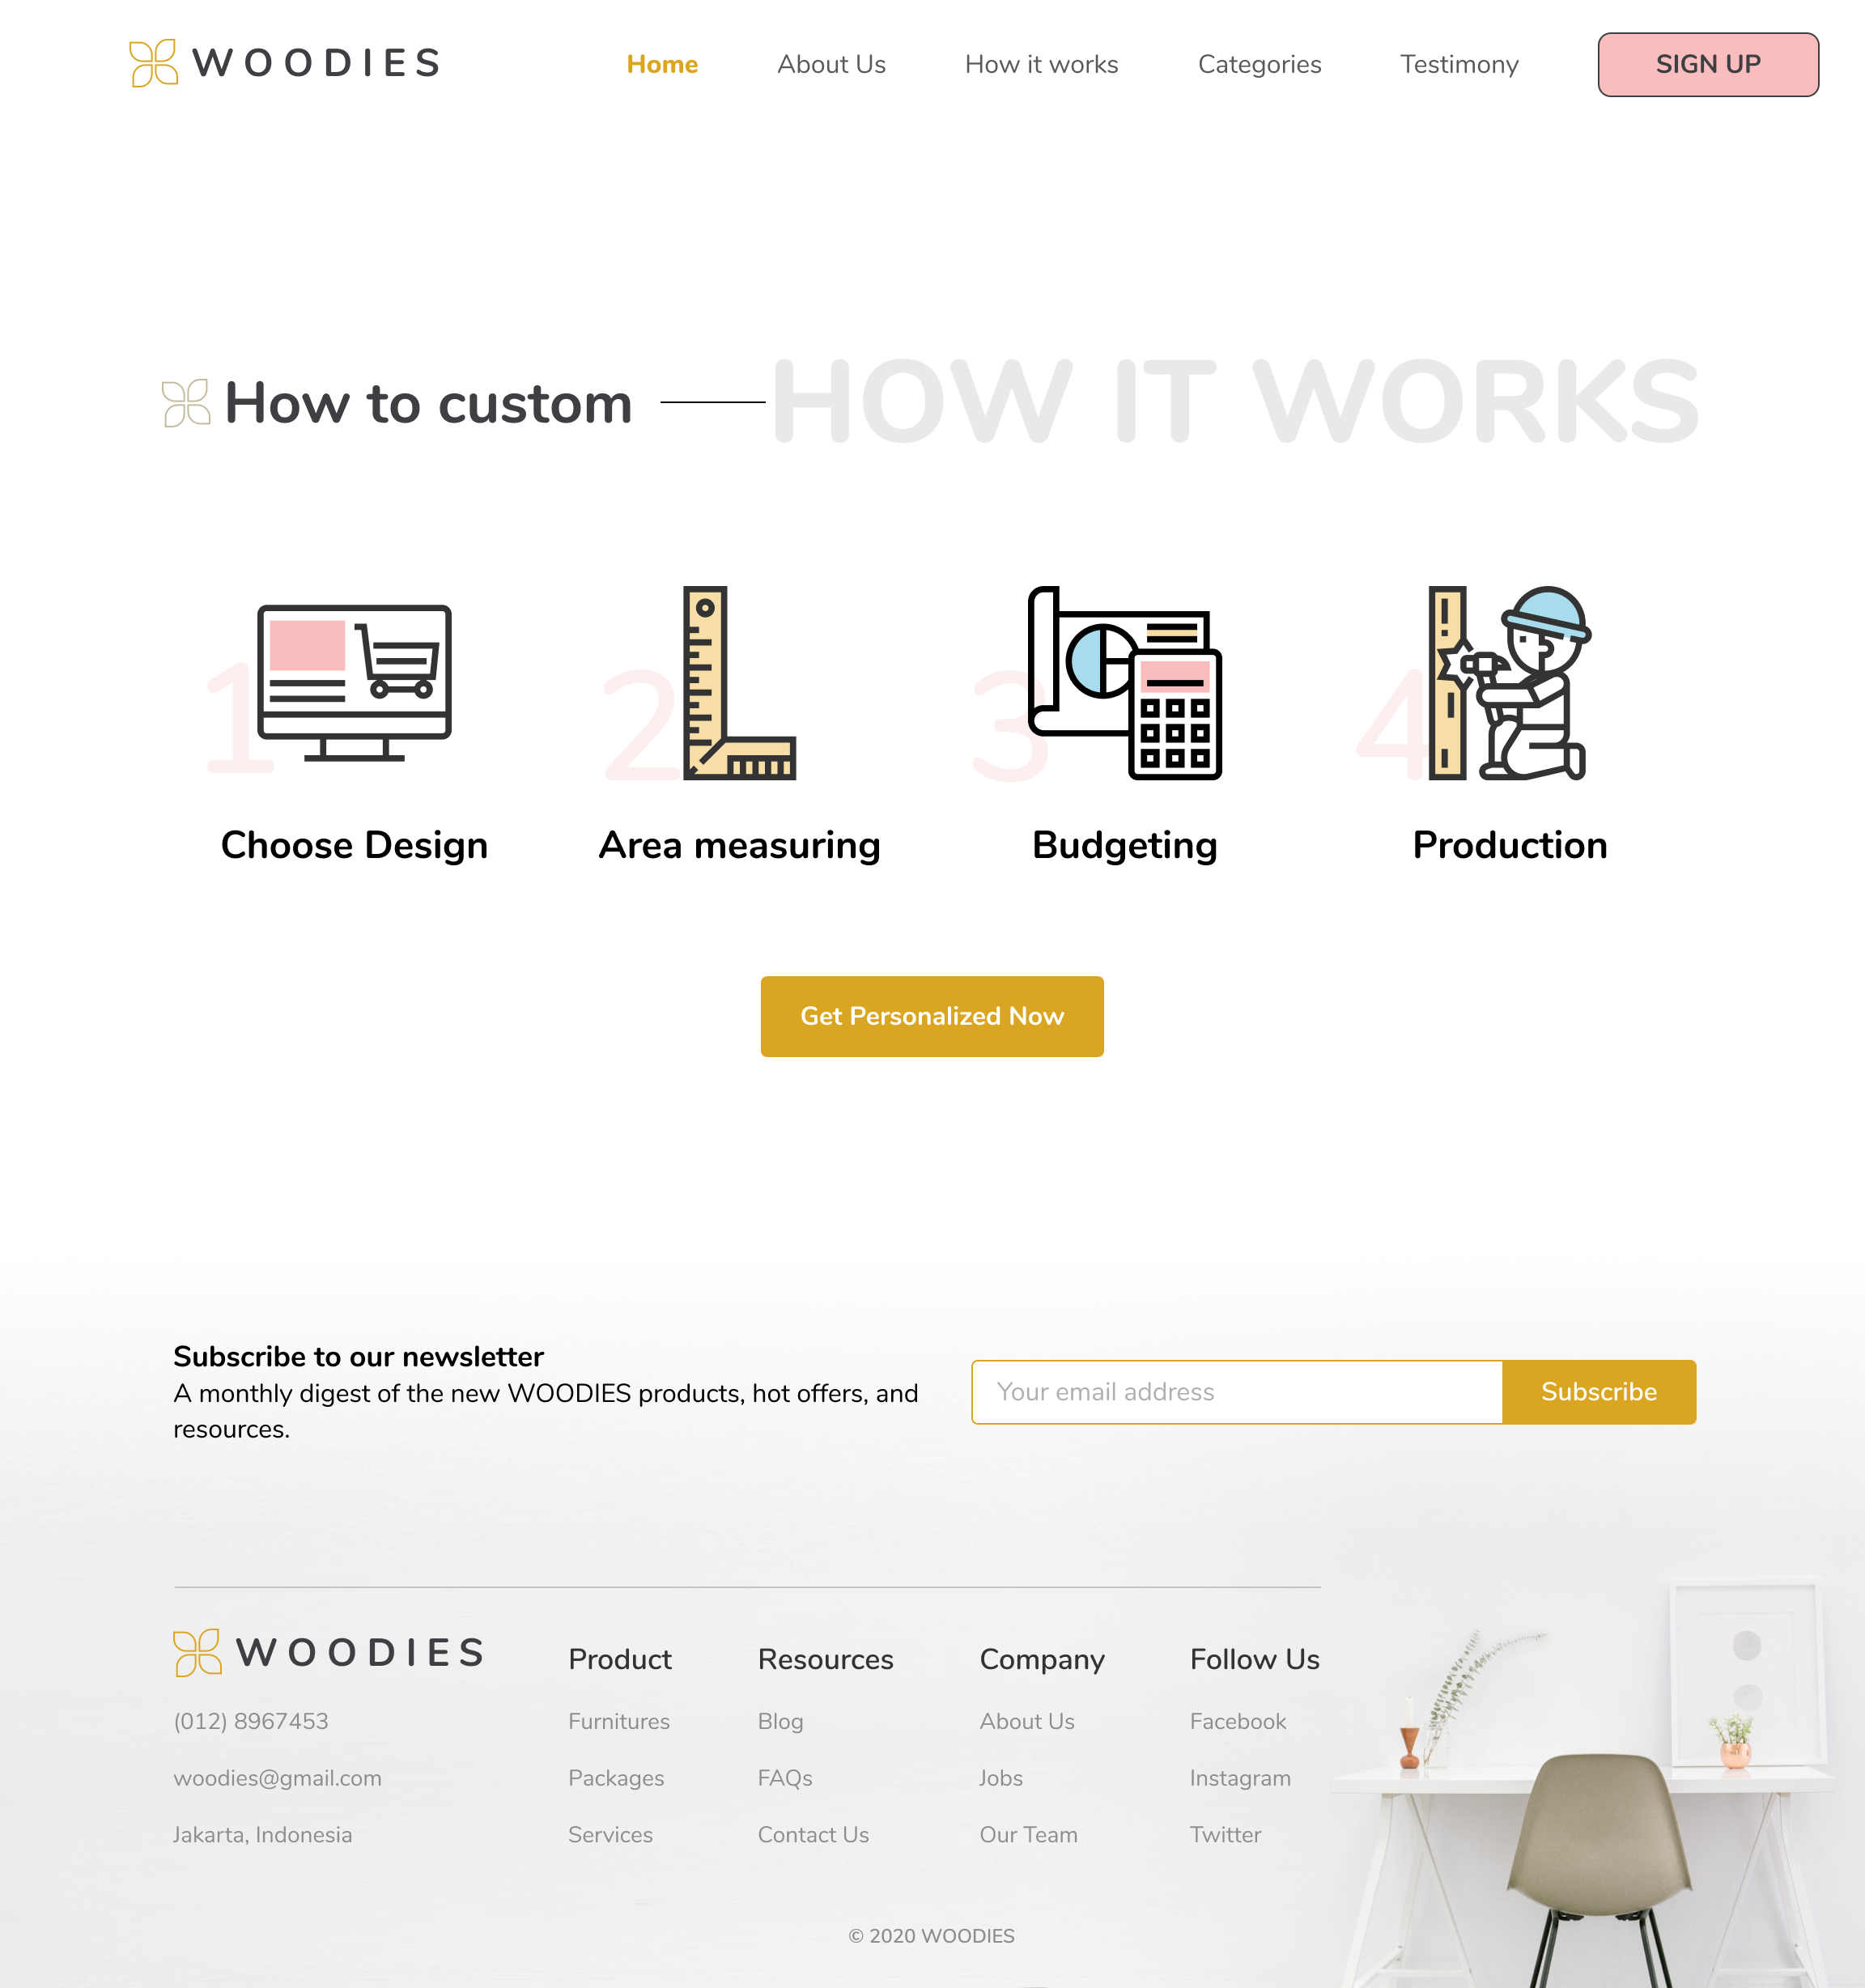 WOODIES
Home
About Us
How it works
Categories
Testimony
SIGN UP
How to custom
HOW IT WORKS
1
2
3
4
Choose Design
Area measuring
Budgeting
Production
Get Personalized Now
Subscribe to our newsletter
A monthly digest of the new WOODIES products, hot offers, and
resources.
Your email address
Subscribe
WOODIES
(012) 8967453
woodies@gmail.com
Jakarta, Indonesia
Product
Furnitures
Packages
Services
Resources
Blog
FAQs
Contact Us
Company
About Us
Jobs
Our Team
Follow Us
Facebook
Instagram
Twitter
© 2020 WOODIES